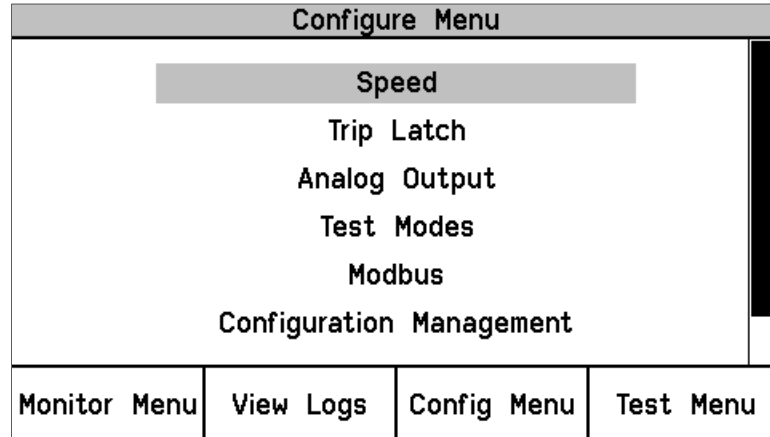 Configure Menu
Speed
Trip Latch
Analog Output
Test Modes
Modbus
Configuration Management
Monitor Menu View Logs Config Menu Test Menu